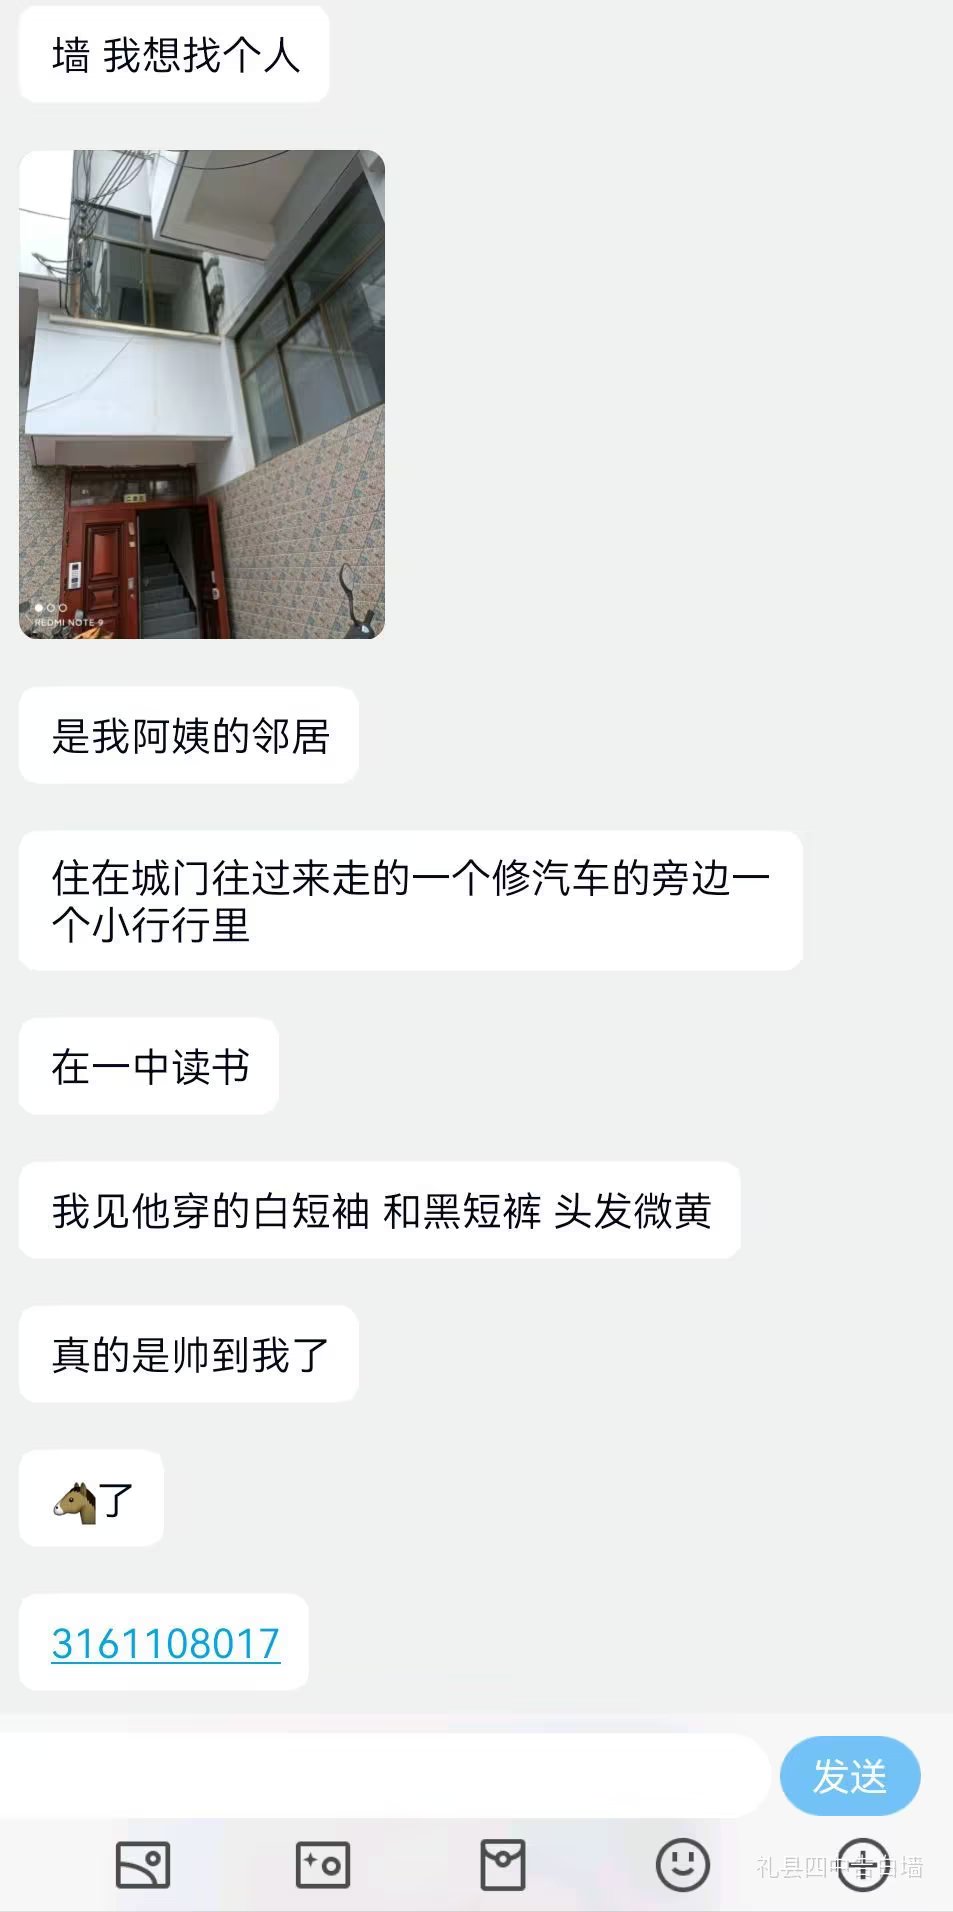 墙 我想找个人
REDMI NOTE 9
是我阿姨的邻居
住在城门往过来走的一个修汽车的旁边一
个小行行里
在一中读书
我见他穿的白短袖 和黑短裤 头发微黄
真的是帅到我了
🐴了
3161108017
发送
礼县四中告白墙